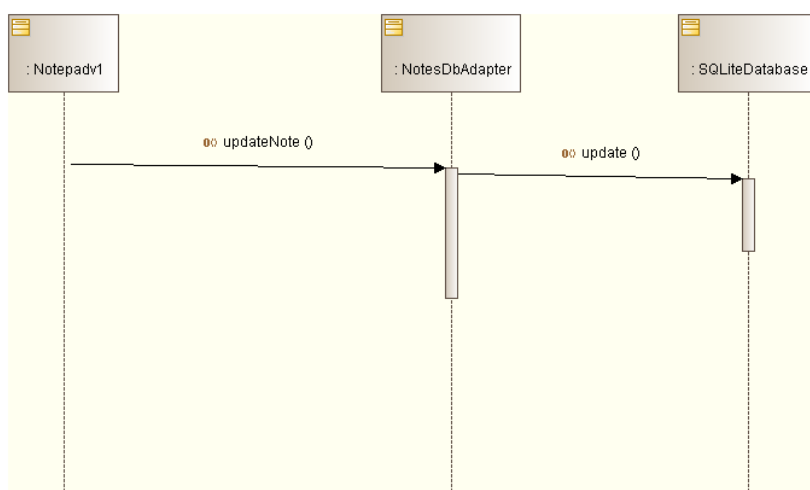 : Notepadv1
: NotesDbAdapter
: SQLiteDatabase
updateNote ()
update ()